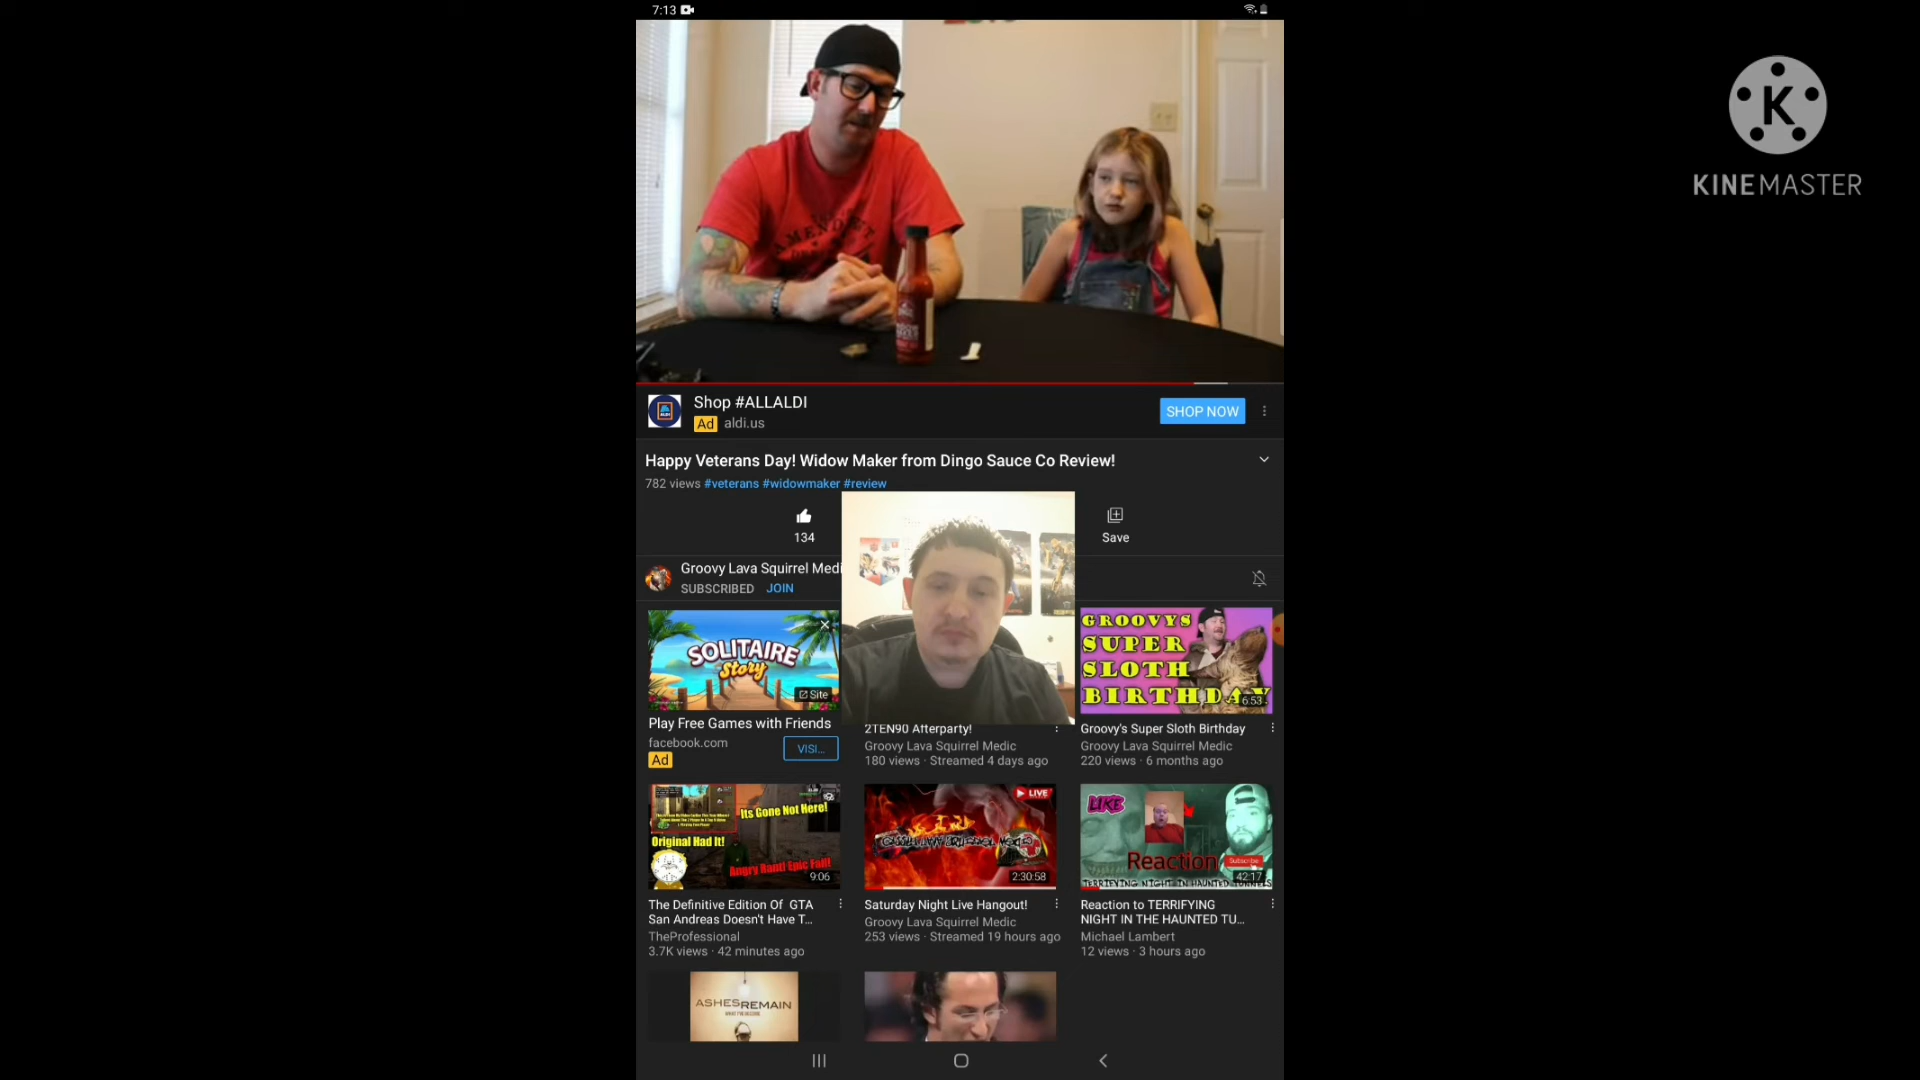 7:13
KINEMASTER
AMENDMENT
Shop #ALLALDI
SHOP NOW
Ad aldi.us
Happy Veterans Day! Widow Maker from Dingo Sauce Co Review!
782 views #veterans #widowmaker #review
134
Save
Groovy Lava Squirrel Medi
SUBSCRIBED JOIN
SOLITAIRE
Story
Site
Play Free Games with Friends
facebook.com
Ad
VISI...
2TEN90 Afterparty!
Groovy Lava Squirrel Medic
180 views · Streamed 4 days ago
GROOVYS
SUPER
SLOTH
BIRTHDAY
6:53
Groovy's Super Sloth Birthday
Groovy Lava Squirrel Medic
220 views · 6 months ago
Its Gone Not Here!
Original Had It!
Angry Rant! Epic Fail!
9:06
The Definitive Edition Of GTA
San Andreas Doesn't Have T...
TheProfessional
3.7K views · 42 minutes ago
LIVE
2:30:58
Saturday Night Live Hangout!
Groovy Lava Squirrel Medic
253 views · Streamed 19 hours ago
LIKE
Reaction
Subscribe
42:17
TERRIFYING NIGHT IN HAUNTED TUNNELS
Reaction to TERRIFYING
NIGHT IN THE HAUNTED TU...
Michael Lambert
12 views · 3 hours ago
ASHES REMAIN